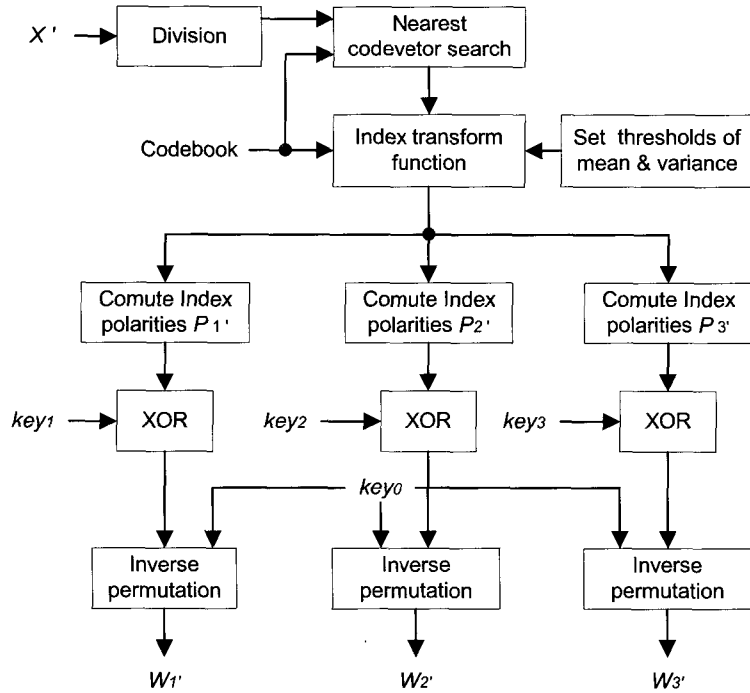 X'
Division
Nearest
codevetor search
Codebook
Index transform
function
Set thresholds of
mean & variance
Comute Index
polarities P1'
Comute Index
polarities P2'
Comute Index
polarities P3'
key1
XOR
key2
XOR
key3
XOR
key0
Inverse
permutation
Inverse
permutation
Inverse
permutation
W1'
W2'
W3'